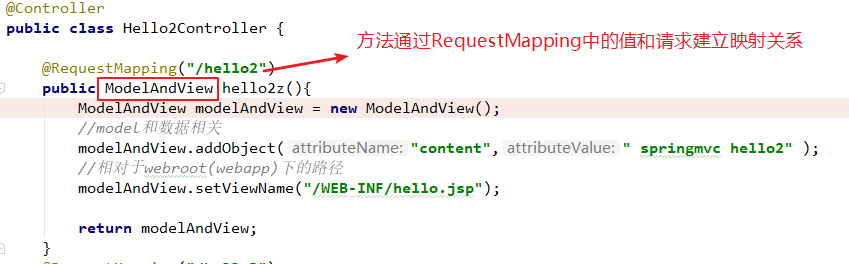 @Controller
public class Hello2Controller {
方法通过RequestMapping中的值和请求建立映射关系
@RequestMapping("/hello2")
public ModelAndView hello2z(){
ModelAndView modelAndView = new ModelAndView();
//model和数据相关
modelAndView.addObject( attributeName: "content", attributeValue: " springmvc hello2" );
//相对于webroot(webapp)下的路径
modelAndView.setViewName("/WEB-INF/hello.jsp");
return modelAndView;
}